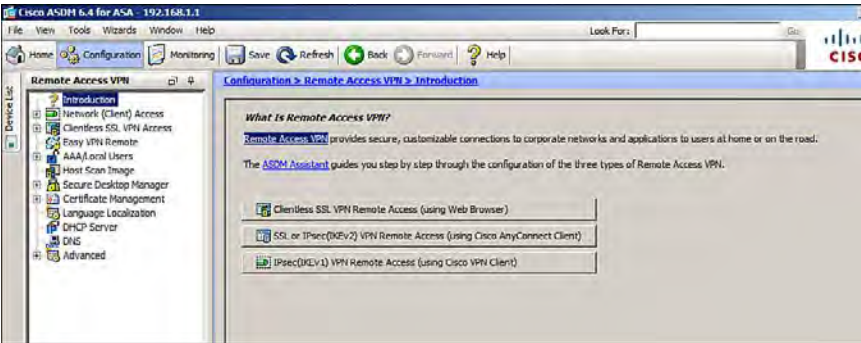 Cisco ASDM 6.4 for ASA - 192.168.1.1
File View Tools Wizards Window Help
Look For:
Go
Home Configuration Monitoring Save Refresh Back Forward Help
CISC
Device List
Remote Access VPN
Introduction
Network (Client) Access
Clientless SSL VPN Access
Easy VPN Remote
AAA/Local Users
Host Scan Image
Secure Desktop Manager
Certificate Management
Language Localization
DHCP Server
DNS
Advanced
Configuration > Remote Access VPN > Introduction
What Is Remote Access VPN?
Remote Access VPN provides secure, customizable connections to corporate networks and applications to users at home or on the road.
The ASDM Assistant guides you step by step through the configuration of the three types of Remote Access VPN.
Clientless SSL VPN Remote Access (using Web Browser)
SSL or IPsec(IKEv2) VPN Remote Access (using Cisco AnyConnect Client)
IPsec(IKEv1) VPN Remote Access (using Cisco VPN Client)